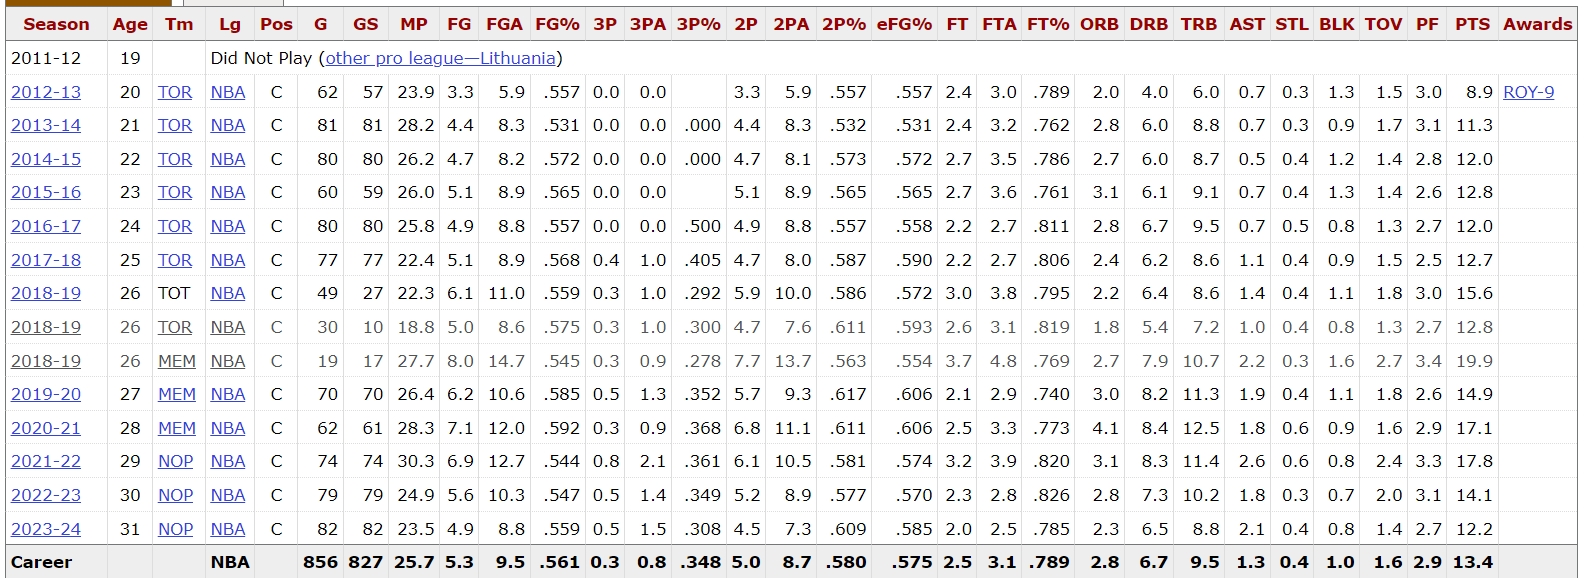 Season Age Tm Lg Pos G GS MP FG FGA FG% 3P 3PA 3P% 2P 2PA 2P% eFG% FT FTA FT% ORB DRB TRB AST STL BLK TOV PF PTS Awards
2011-12 19 Did Not Play (other pro league—Lithuania)
2012-13 20 TOR NBA C 62 57 23.9 3.3 5.9 .557 0.0 0.0 3.3 5.9 .557 .557 2.4 3.0 .789 2.0 4.0 6.0 0.7 0.3 1.3 1.5 3.0 8.9 ROY-9
2013-14 21 TOR NBA C 81 81 28.2 4.4 8.3 .531 0.0 0.0 .000 4.4 8.3 .532 .531 2.4 3.2 .762 2.8 6.0 8.8 0.7 0.3 0.9 1.7 3.1 11.3
2014-15 22 TOR NBA C 80 80 26.2 4.7 8.2 .572 0.0 0.0 .000 4.7 8.1 .573 .572 2.7 3.5 .786 2.7 6.0 8.7 0.5 0.4 1.2 1.4 2.8 12.0
2015-16 23 TOR NBA C 60 59 26.0 5.1 8.9 .565 0.0 0.0 5.1 8.9 .565 .565 2.7 3.6 .761 3.1 6.1 9.1 0.7 0.4 1.3 1.4 2.6 12.8
2016-17 24 TOR NBA C 80 80 25.8 4.9 8.8 .557 0.0 0.0 .500 4.9 8.8 .557 .558 2.2 2.7 .811 2.8 6.7 9.5 0.7 0.5 0.8 1.3 2.7 12.0
2017-18 25 TOR NBA C 77 77 22.4 5.1 8.9 .568 0.4 1.0 .405 4.7 8.0 .587 .590 2.2 2.7 .806 2.4 6.2 8.6 1.1 0.4 0.9 1.5 2.5 12.7
2018-19 26 TOT NBA C 49 27 22.3 6.1 11.0 .559 0.3 1.0 .292 5.9 10.0 .586 .572 3.0 3.8 .795 2.2 6.4 8.6 1.4 0.4 1.1 1.8 3.0 15.6
2018-19 26 TOR NBA C 30 10 18.8 5.0 8.6 .575 0.3 1.0 .300 4.7 7.6 .611 .593 2.6 3.1 .819 1.8 5.4 7.2 1.0 0.4 0.8 1.3 2.7 12.8
2018-19 26 MEM NBA C 19 17 27.7 8.0 14.7 .545 0.3 0.9 .278 7.7 13.7 .563 .554 3.7 4.8 .769 2.7 7.9 10.7 2.2 0.3 1.6 2.7 3.4 19.9
2019-20 27 MEM NBA C 70 70 26.4 6.2 10.6 .585 0.5 1.3 .352 5.7 9.3 .617 .606 2.1 2.9 .740 3.0 8.2 11.3 1.9 0.4 1.1 1.8 2.6 14.9
2020-21 28 MEM NBA C 62 61 28.3 7.1 12.0 .592 0.3 0.9 .368 6.8 11.1 .611 .606 2.5 3.3 .773 4.1 8.4 12.5 1.8 0.6 0.9 1.6 2.9 17.1
2021-22 29 NOP NBA C 74 74 30.3 6.9 12.7 .544 0.8 2.1 .361 6.1 10.5 .581 .574 3.2 3.9 .820 3.1 8.3 11.4 2.6 0.6 0.8 2.4 3.3 17.8
2022-23 30 NOP NBA C 79 79 24.9 5.6 10.3 .547 0.5 1.4 .349 5.2 8.9 .577 .570 2.3 2.8 .826 2.8 7.3 10.2 1.8 0.3 0.7 2.0 3.1 14.1
2023-24 31 NOP NBA C 82 82 23.5 4.9 8.8 .559 0.5 1.5 .308 4.5 7.3 .609 .585 2.0 2.5 .785 2.3 6.5 8.8 2.1 0.4 0.8 1.4 2.7 12.2
Career NBA 856 827 25.7 5.3 9.5 .561 0.3 0.8 .348 5.0 8.7 .580 .575 2.5 3.1 .789 2.8 6.7 9.5 1.3 0.4 1.0 1.6 2.9 13.4